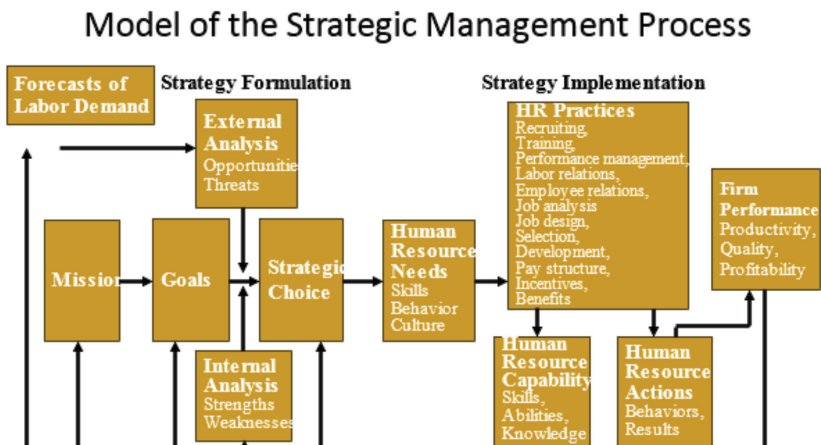 Model of the Strategic Management Process
Forecasts of
Labor Demand
Strategy Formulation
Strategy Implementation
External
Analysis
Opportunitie
Threats
HR Practices
Recruiting,
Training,
Performance management,
Labor relations,
Employee relations,
Job analysis
Job design,
Selection,
Development,
Pay structure,
Incentives,
Benefits
Firm
Performance
Productivity,
Quality,
Profitability
Mission
Goals
Strategic
Choice
Human
Resource
Needs
Skills
Behavior
Culture
Internal
Analysis
Strengths
Weaknesses
Human
Resource
Capability
Skills,
Abilities,
Knowledge
Human
Resource
Actions
Behaviors,
Results